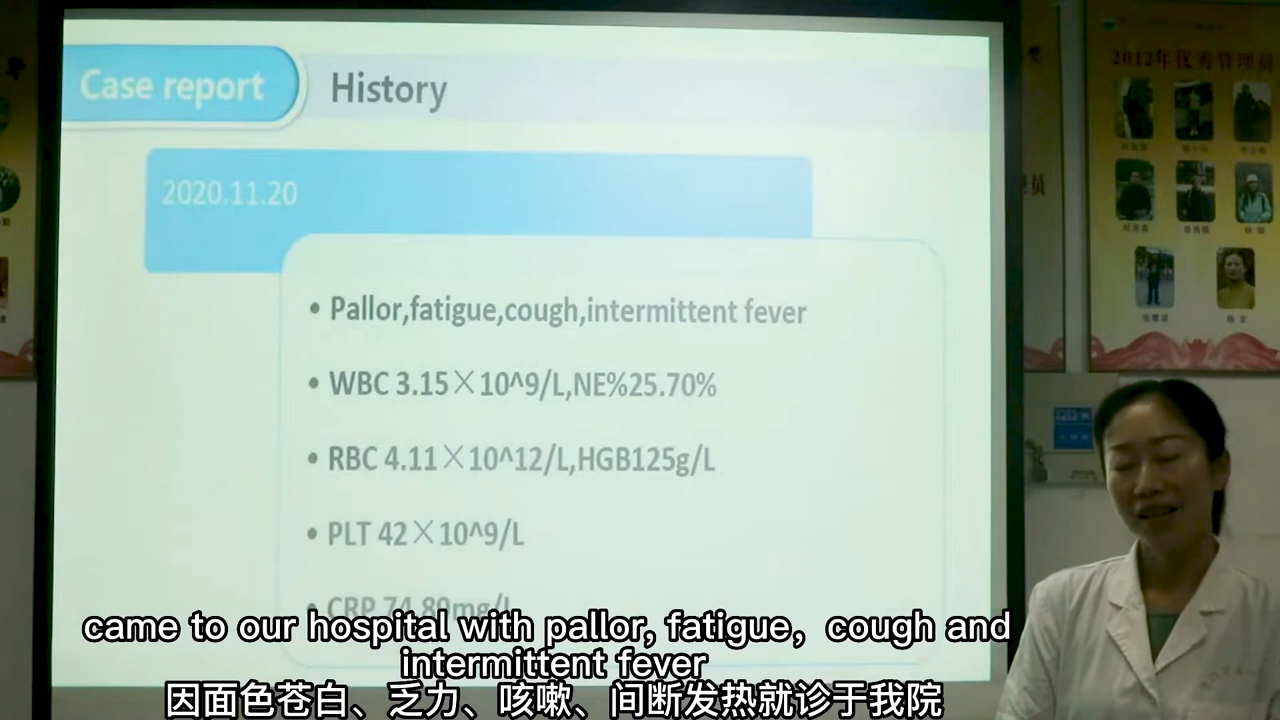 Case report
History
2020.11.20
• Pallor,fatigue,cough,intermittent fever
• WBC 3.15×10^9/L,NE%25.70%
• RBC 4.11×10^12/L,HGB125g/L
• PLT 42×10^9/L
• CRP 74.80mg/L
came to our hospital with pallor, fatigue, cough and
intermittent fever
因面色苍白、乏力、咳嗽、间断发热就诊于我院
2012年优秀管理员